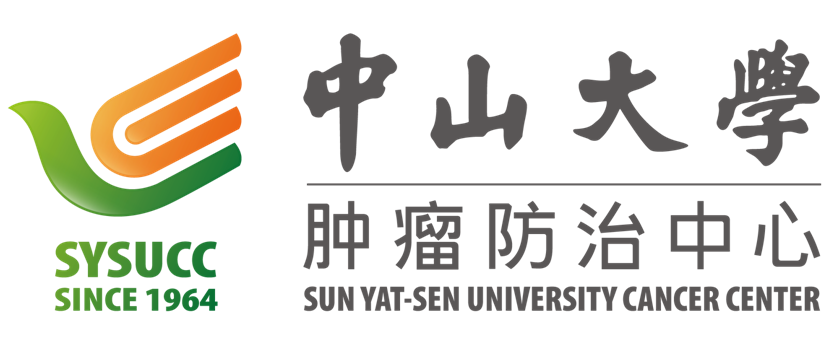 SYSUCC
SINCE 1964
中山大學
肿瘤防治中心
SUN YAT-SEN UNIVERSITY CANCER CENTER